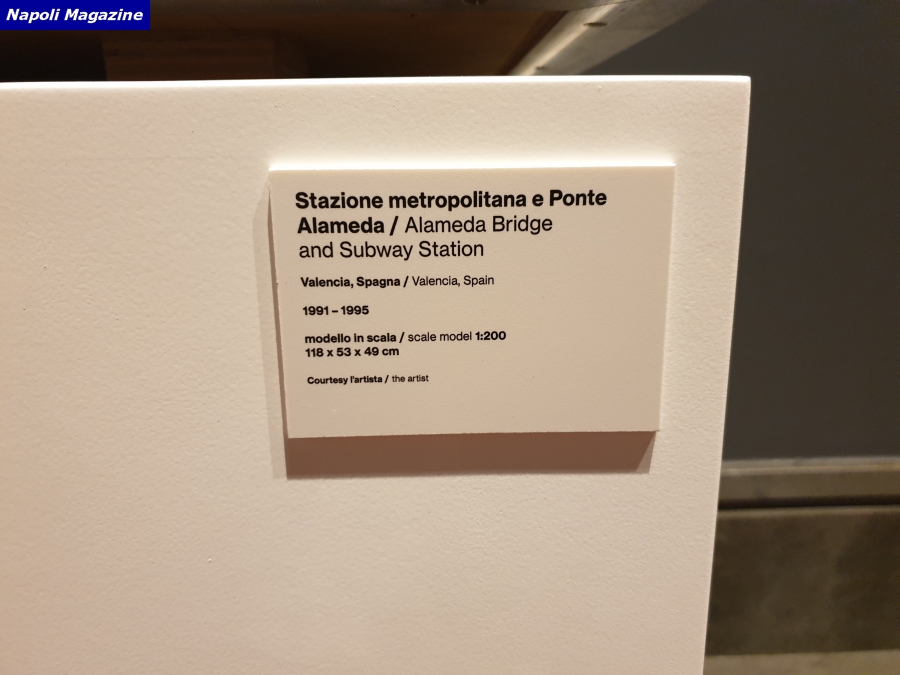 Napoli Magazine
Stazione metropolitana e Ponte
Alameda / Alameda Bridge
and Subway Station
Valencia, Spagna / Valencia, Spain
1991 – 1995
modello in scala / scale model 1:200
118 x 53 x 49 cm
Courtesy l'artista / the artist